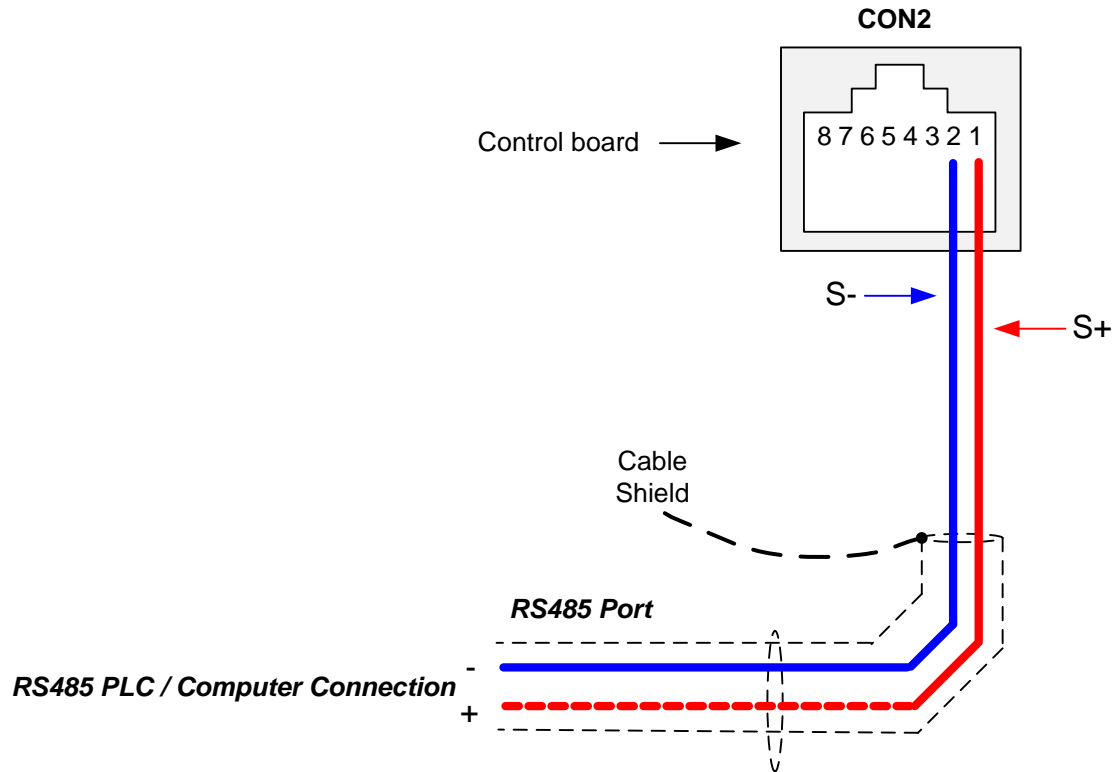 CON2
Control board
8 7 6 5 4 3 2 1
S-
S+
Cable
Shield
RS485 Port
-
RS485 PLC / Computer Connection
+